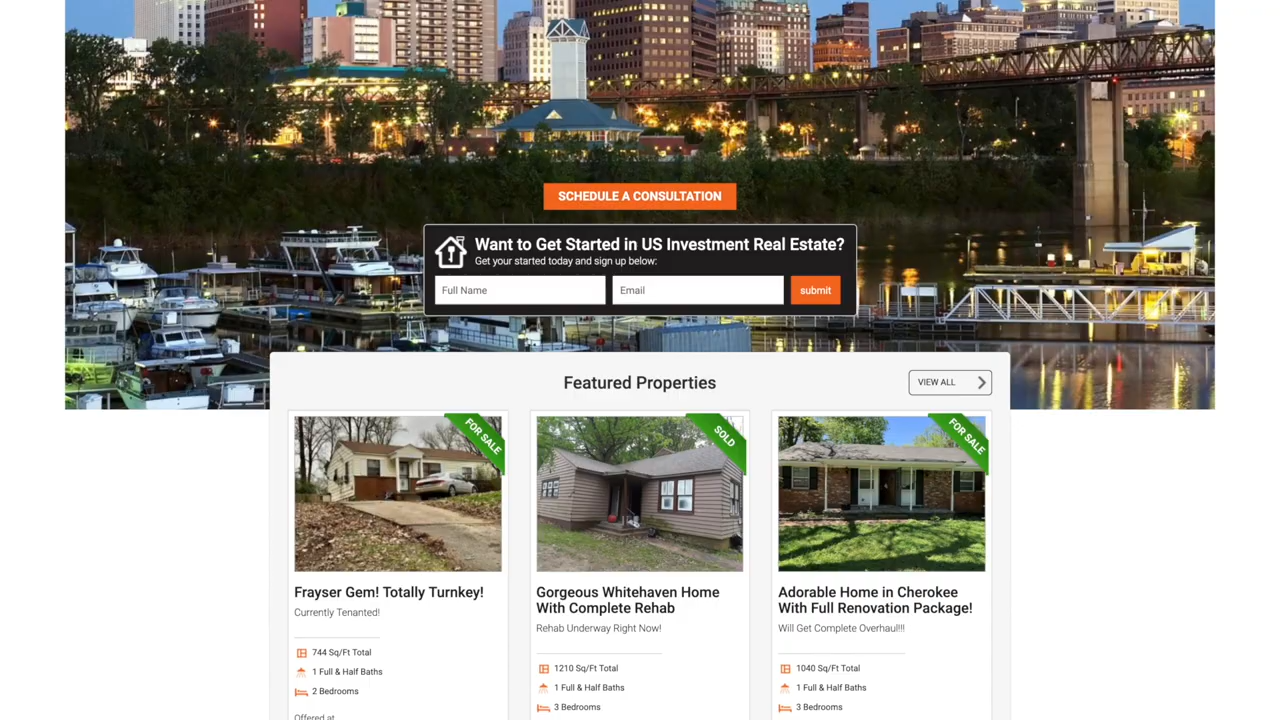 SCHEDULE A CONSULTATION
Want to Get Started in US Investment Real Estate?
Get your started today and sign up below:
Full Name
Email
submit
Featured Properties
VIEW ALL
FOR SALE
SOLD
FOR SALE
Frayser Gem! Totally Turnkey!
Currently Tenanted!
744 Sq/Ft Total
1 Full & Half Baths
2 Bedrooms
Offered at
Gorgeous Whitehaven Home
With Complete Rehab
Rehab Underway Right Now!
1210 Sq/Ft Total
1 Full & Half Baths
3 Bedrooms
Adorable Home in Cherokee
With Full Renovation Package!
Will Get Complete Overhaul!!!
1040 Sq/Ft Total
1 Full & Half Baths
3 Bedrooms